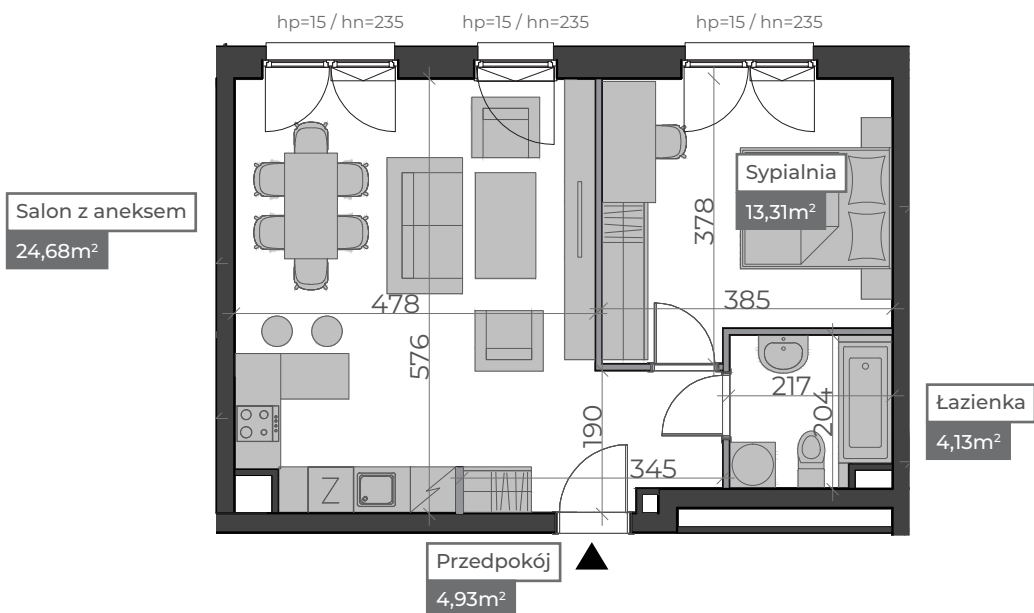 hp=15 / hn=235
hp=15 / hn=235
hp=15 / hn=235
Salon z aneksem
24,68m²
Sypialnia
13,31m²
378
385
478
576
217
204
Łazienka
4,13m²
190
345
Z
Przedpokój
4,93m²